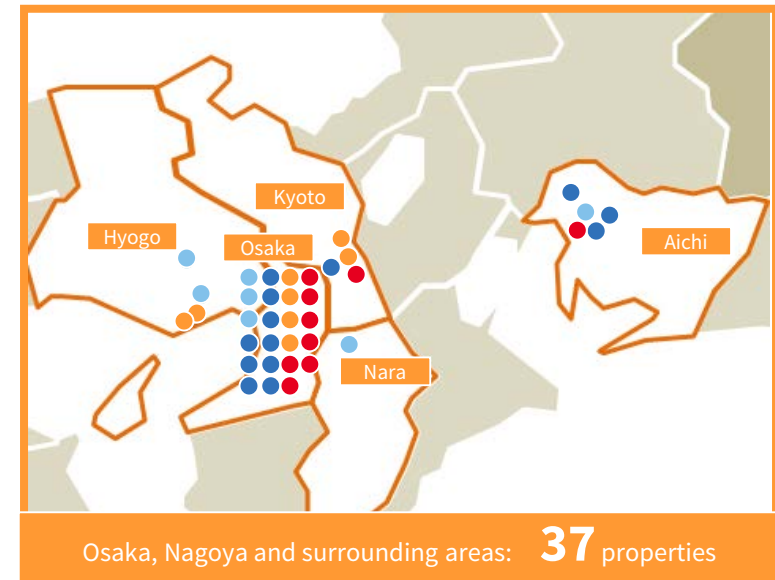 Kyoto
Hyogo
Osaka
Aichi
Nara
Osaka, Nagoya and surrounding areas: 37 properties